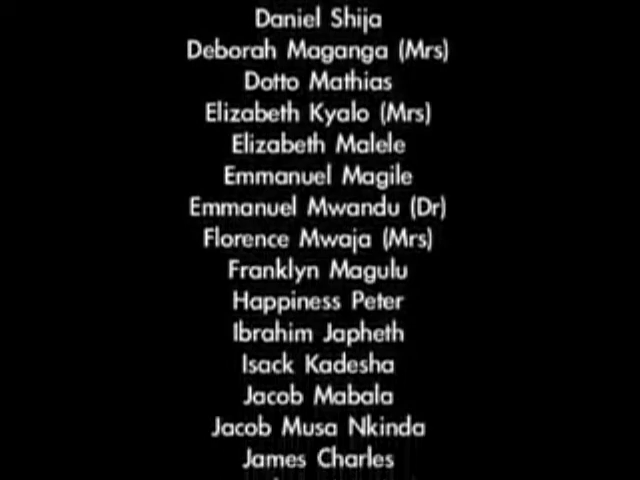 Daniel Shija
Deborah Maganga (Mrs)
Dotto Mathias
Elizabeth Kyalo (Mrs)
Elizabeth Malele
Emmanuel Magile
Emmanuel Mwandu (Dr)
Florence Mwaja (Mrs)
Franklyn Magulu
Happiness Peter
Ibrahim Japheth
Isack Kadesha
Jacob Mabala
Jacob Musa Nkinda
James Charles